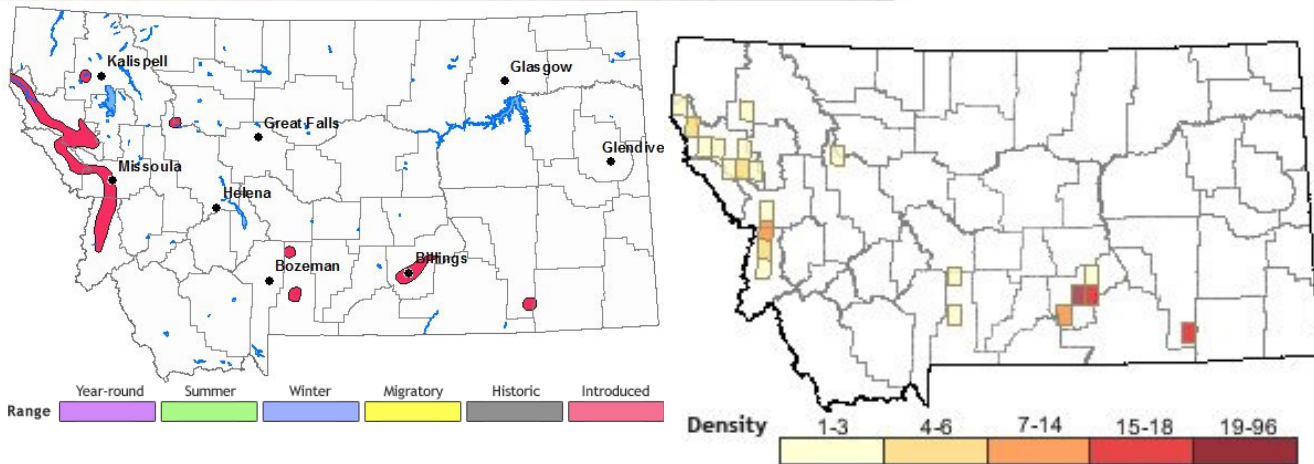 Kalispell
Glasgow
Great Falls
Glendive
Missoula
Helena
Billings
Bozeman
Year-round Summer Winter Migratory Historic Introduced
Range
Density 1-3 4-6 7-14 15-18 19-96